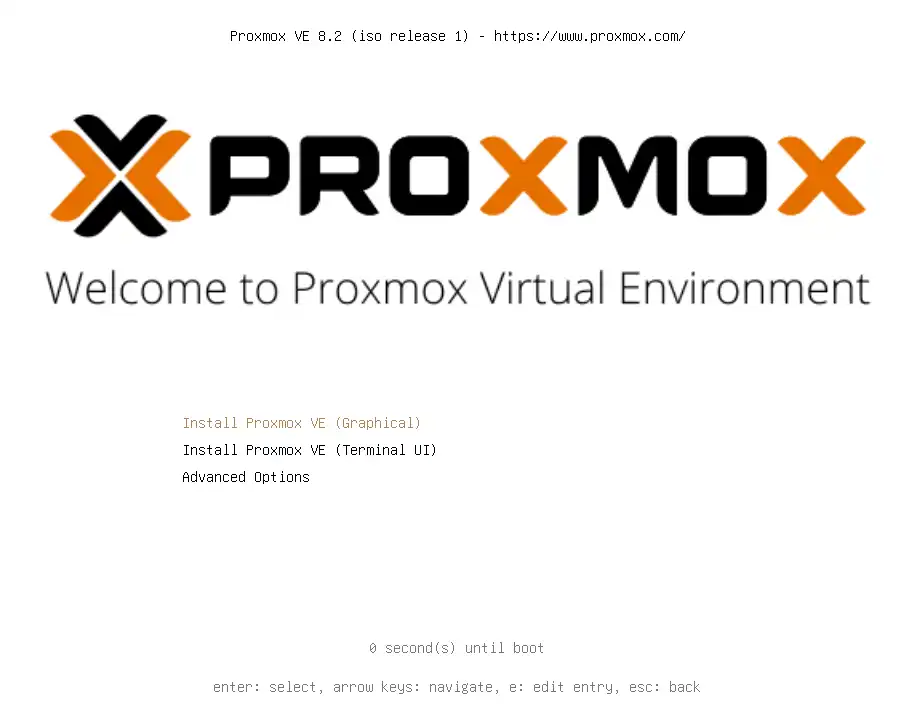 Proxmox VE 8.2 (iso release 1) - https://www.proxmox.com/
PROXMOX
Welcome to Proxmox Virtual Environment
Install Proxmox VE (Graphical)
Install Proxmox VE (Terminal UI)
Advanced Options
0 second(s) until boot
enter: select, arrow keys: navigate, e: edit entry, esc: back